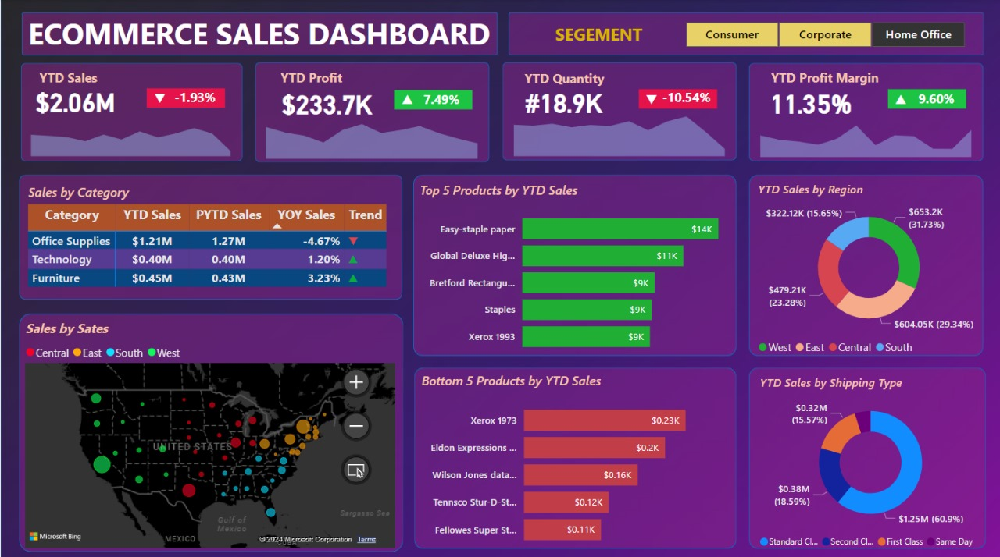 ECOMMERCE SALES DASHBOARD
SEGEMENT
Consumer
Corporate
Home Office
YTD Sales
$2.06M
▼ -1.93%
YTD Profit
$233.7K
▲ 7.49%
YTD Quantity
#18.9K
▼ -10.54%
YTD Profit Margin
11.35%
▲ 9.60%
Sales by Category
Category YTD Sales PYTD Sales YOY Sales Trend
Office Supplies $1.21M 1.27M -4.67% ▼
Technology $0.40M 0.40M 1.20% ▲
Furniture $0.45M 0.43M 3.23% ▲
Top 5 Products by YTD Sales
Easy-staple paper $14K
Global Deluxe Hig... $11K
Bretford Rectangu... $9K
Staples $9K
Xerox 1993 $9K
YTD Sales by Region
$322.12K (15.65%)
$653.2K
(31.73%)
$479.21K
(23.28%)
$604.05K (29.34%)
West East Central South
Sales by Sates
Central East South West
UNITED STATES
Gulf of
Mexico
Sargasso Sea
MEXICO
Microsoft Bing
© 2024 Microsoft Corporation Terms
Bottom 5 Products by YTD Sales
Xerox 1973 $0.23K
Eldon Expressions ... $0.2K
Wilson Jones data... $0.16K
Tennsco Stur-D-St... $0.12K
Fellowes Super St... $0.11K
YTD Sales by Shipping Type
$0.32M
(15.57%)
$0.38M
(18.59%)
$1.25M (60.9%)
Standard Cl... Second Cl... First Class Same Day